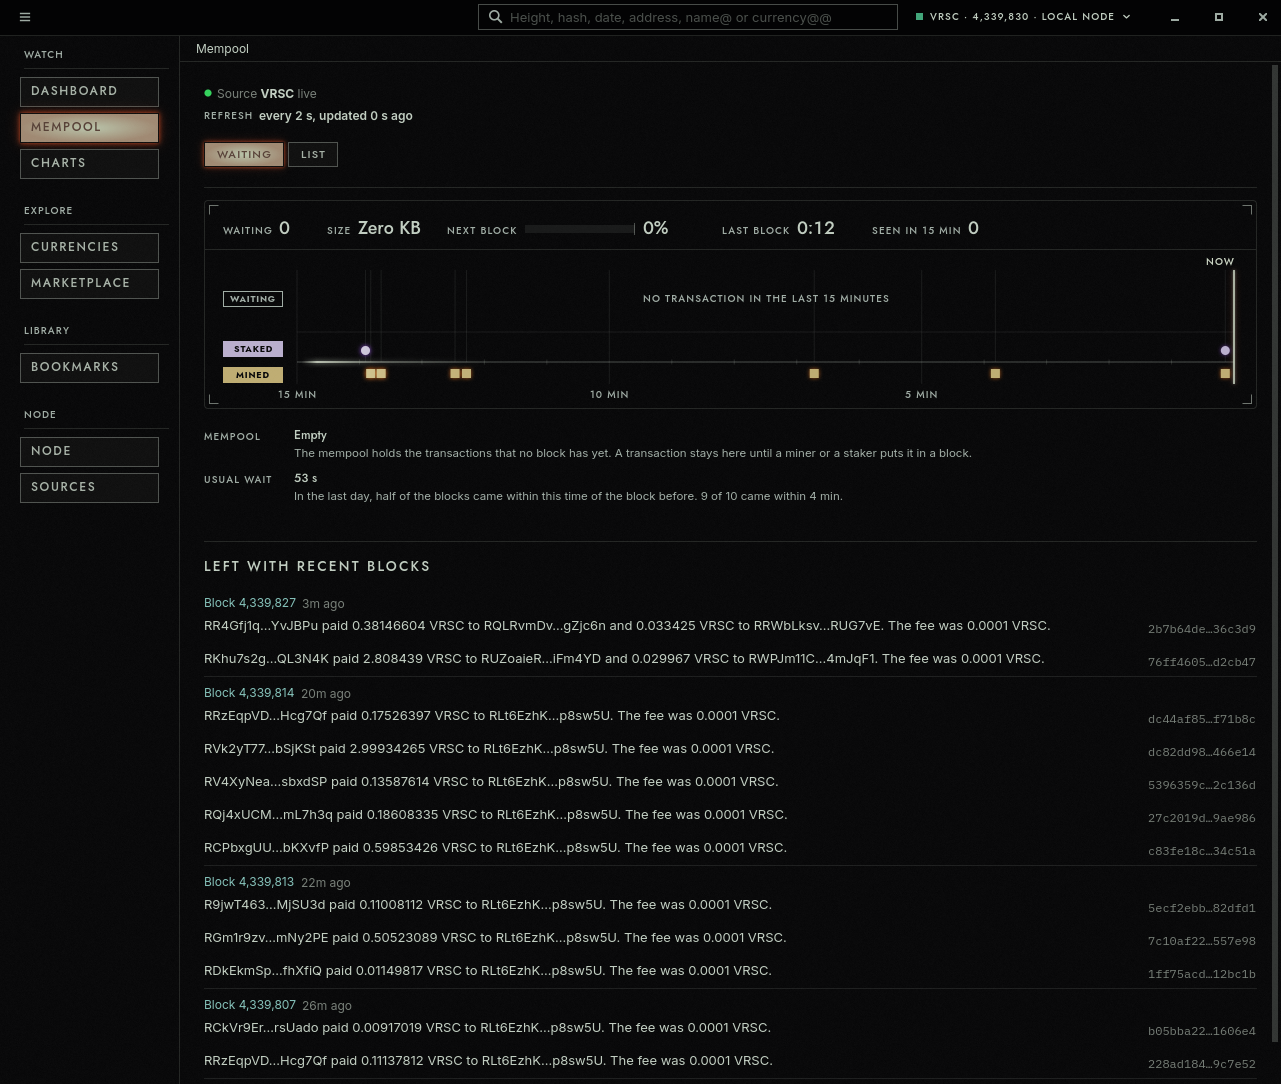 Height, hash, date, address, name@ or currency@@
VRSC · 4,339,830 · LOCAL NODE
WATCH
DASHBOARD
MEMPOOL
CHARTS
EXPLORE
CURRENCIES
MARKETPLACE
LIBRARY
BOOKMARKS
NODE
NODE
SOURCES
Mempool
Source VRSC live
REFRESH every 2 s, updated 0 s ago
WAITING LIST
WAITING 0 SIZE Zero KB NEXT BLOCK 0% LAST BLOCK 0:12 SEEN IN 15 MIN 0
NOW
WAITING NO TRANSACTION IN THE LAST 15 MINUTES
STAKED
MINED
15 MIN 10 MIN 5 MIN
MEMPOOL Empty
The mempool holds the transactions that no block has yet. A transaction stays here until a miner or a staker puts it in a block.
USUAL WAIT 53 s
In the last day, half of the blocks came within this time of the block before. 9 of 10 came within 4 min.
LEFT WITH RECENT BLOCKS
Block 4,339,827 3m ago
RR4Gfj1q…YvJBPu paid 0.38146604 VRSC to RQLRvmDv…gZjc6n and 0.033425 VRSC to RRWbLksv…RUG7vE. The fee was 0.0001 VRSC. 2b7b64de…36c3d9
RKhu7s2g…QL3N4K paid 2.808439 VRSC to RUZoaieR…iFm4YD and 0.029967 VRSC to RWPJm11C…4mJqF1. The fee was 0.0001 VRSC. 76ff4605…d2cb47
Block 4,339,814 20m ago
RRzEqpVD…Hcg7Qf paid 0.17526397 VRSC to RLt6EzhK…p8sw5U. The fee was 0.0001 VRSC. dc44af85…f71b8c
RVk2yT77…bSjKSt paid 2.99934265 VRSC to RLt6EzhK…p8sw5U. The fee was 0.0001 VRSC. dc82dd98…466e14
RV4XyNea…sbxdSP paid 0.13587614 VRSC to RLt6EzhK…p8sw5U. The fee was 0.0001 VRSC. 5396359c…2c136d
RQj4xUCM…mL7h3q paid 0.18608335 VRSC to RLt6EzhK…p8sw5U. The fee was 0.0001 VRSC. 27c2019d…9ae986
RCPbxgUU…bKXvfP paid 0.59853426 VRSC to RLt6EzhK…p8sw5U. The fee was 0.0001 VRSC. c83fe18c…34c51a
Block 4,339,813 22m ago
R9jwT463…MjSU3d paid 0.11008112 VRSC to RLt6EzhK…p8sw5U. The fee was 0.0001 VRSC. 5ecf2ebb…82dfd1
RGm1r9zv…mNy2PE paid 0.50523089 VRSC to RLt6EzhK…p8sw5U. The fee was 0.0001 VRSC. 7c10af22…557e98
RDkEkmSp…fhXfiQ paid 0.01149817 VRSC to RLt6EzhK…p8sw5U. The fee was 0.0001 VRSC. 1ff75acd…12bc1b
Block 4,339,807 26m ago
RCkVr9Er…rsUado paid 0.00917019 VRSC to RLt6EzhK…p8sw5U. The fee was 0.0001 VRSC. b05bba22…1606e4
RRzEqpVD…Hcg7Qf paid 0.11137812 VRSC to RLt6EzhK…p8sw5U. The fee was 0.0001 VRSC. 228ad184…9c7e52